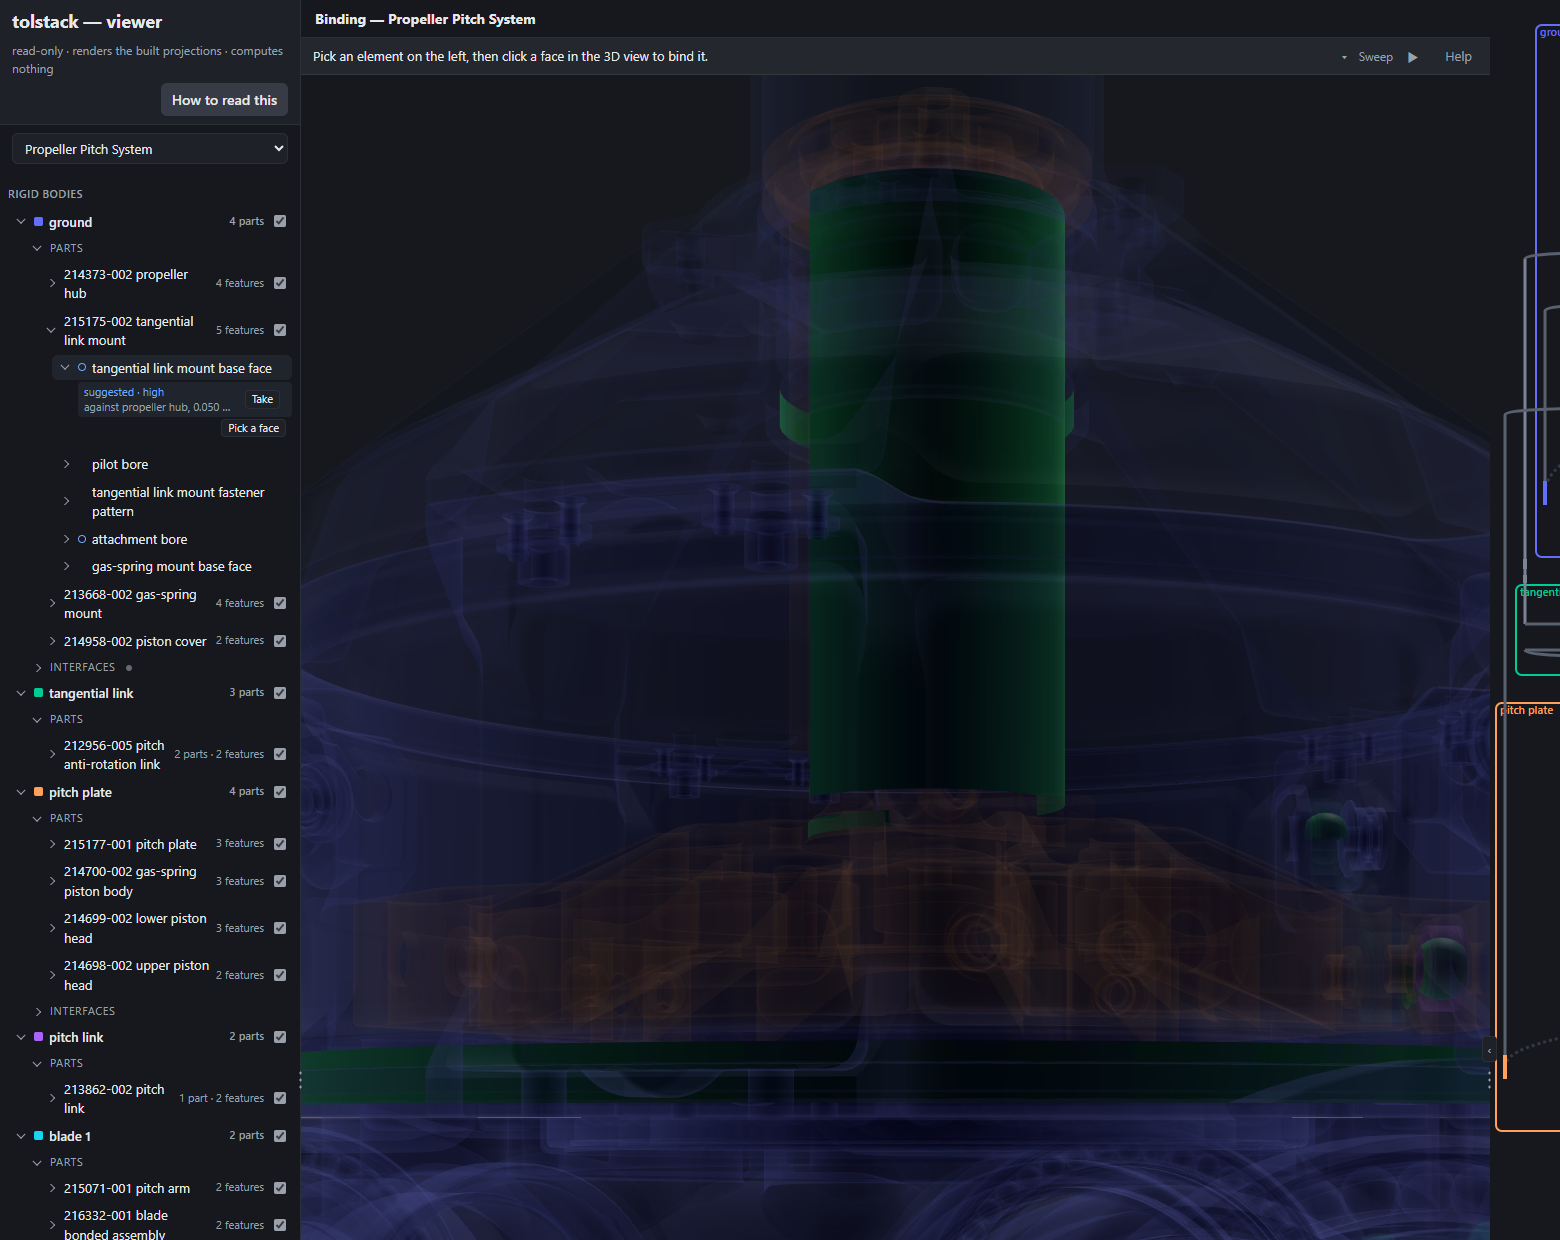 tolstack — viewer
read-only · renders the built projections · computes
nothing
How to read this
Propeller Pitch System
RIGID BODIES
ground 4 parts
PARTS
214373-002 propeller
hub
4 features
215175-002 tangential
link mount
5 features
tangential link mount base face
suggested · high
against propeller hub, 0.050 ...
Take
Pick a face
pilot bore
tangential link mount fastener
pattern
attachment bore
gas-spring mount base face
213668-002 gas-spring
mount
4 features
214958-002 piston cover 2 features
INTERFACES
tangential link 3 parts
PARTS
212956-005 pitch
anti-rotation link
2 parts · 2 features
pitch plate 4 parts
PARTS
215177-001 pitch plate 3 features
214700-002 gas-spring
piston body
3 features
214699-002 lower piston
head
3 features
214698-002 upper piston
head
2 features
INTERFACES
pitch link 2 parts
PARTS
213862-002 pitch
link
1 part · 2 features
blade 1 2 parts
PARTS
215071-001 pitch arm 2 features
216332-001 blade
bonded assembly
2 features
Binding — Propeller Pitch System
Pick an element on the left, then click a face in the 3D view to bind it.
Sweep
Help
grou
tangent
pitch plate